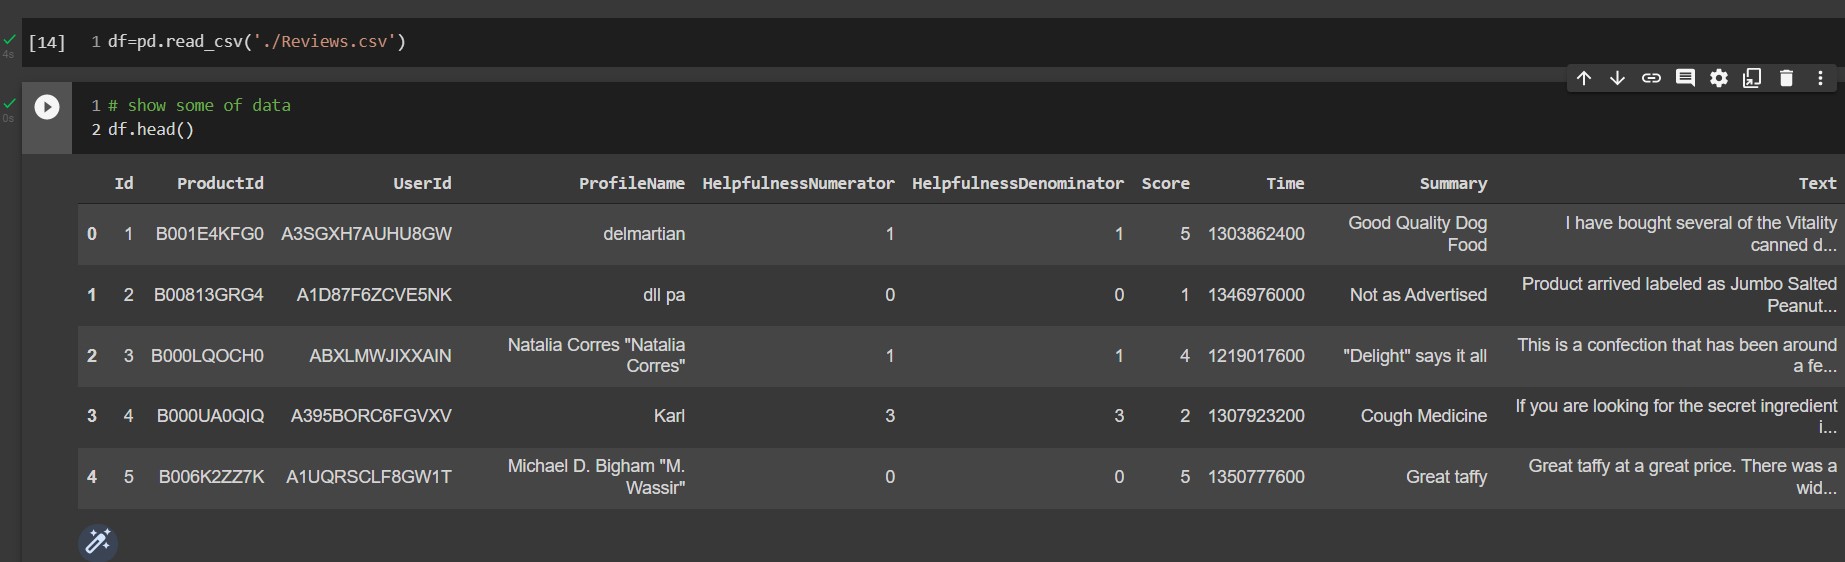 4s [14] 1 df=pd.read_csv('./Reviews.csv')
0s 1 # show some of data
2 df.head()
Id ProductId UserId ProfileName HelpfulnessNumerator HelpfulnessDenominator Score Time Summary Text
0 1 B001E4KFG0 A3SGXH7AUHU8GW delmartian 1 1 5 1303862400 Good Quality Dog Food I have bought several of the Vitality canned d...
1 2 B00813GRG4 A1D87F6ZCVE5NK dll pa 0 0 1 1346976000 Not as Advertised Product arrived labeled as Jumbo Salted Peanut...
2 3 B000LQOCH0 ABXLMWJIXXAIN Natalia Corres "Natalia Corres" 1 1 4 1219017600 "Delight" says it all This is a confection that has been around a fe...
3 4 B000UA0QIQ A395BORC6FGVXV Karl 3 3 2 1307923200 Cough Medicine If you are looking for the secret ingredient i...
4 5 B006K2ZZ7K A1UQRSCLF8GW1T Michael D. Bigham "M. Wassir" 0 0 5 1350777600 Great taffy Great taffy at a great price. There was a wid...